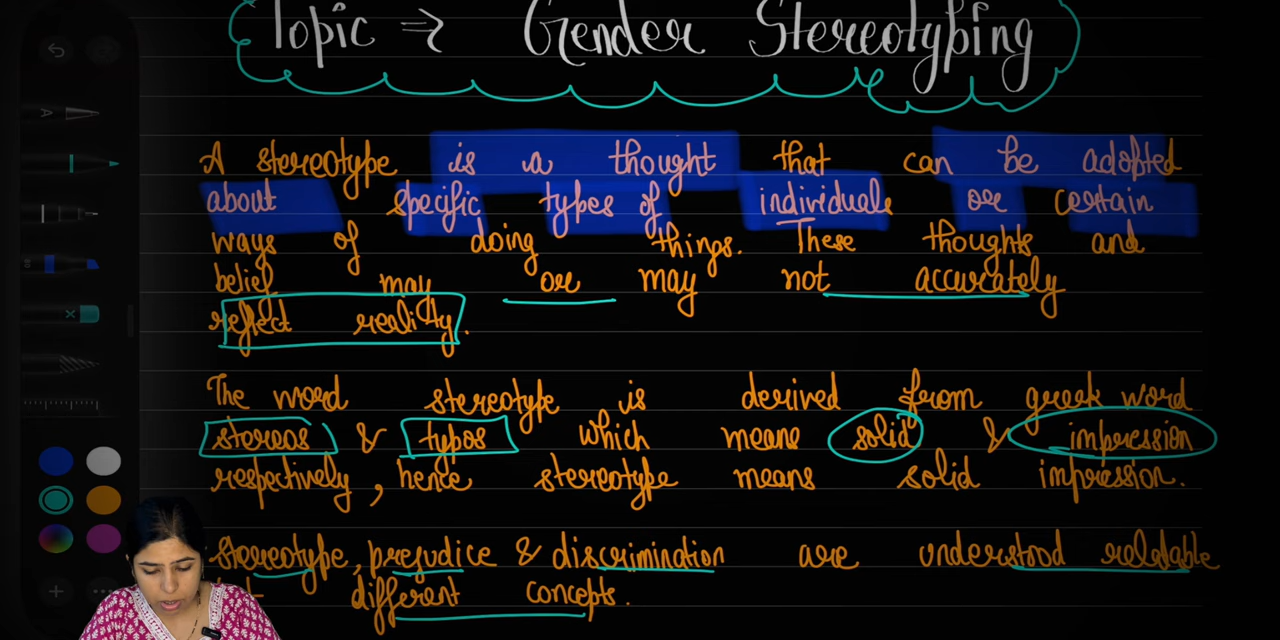 Topic ⇒ Gender Stereotyping
A stereotype is a thought that can be adopted
about specific types of individuals or certain
ways of doing things. These thoughts and
belief may or may not accurately
reflect reality.
The word stereotype is derived from greek word
stereos & typos which means solid & impression
respectively, hence stereotype means solid impression.
Stereotype, prejudice & discrimination are understood relatable
different concepts.